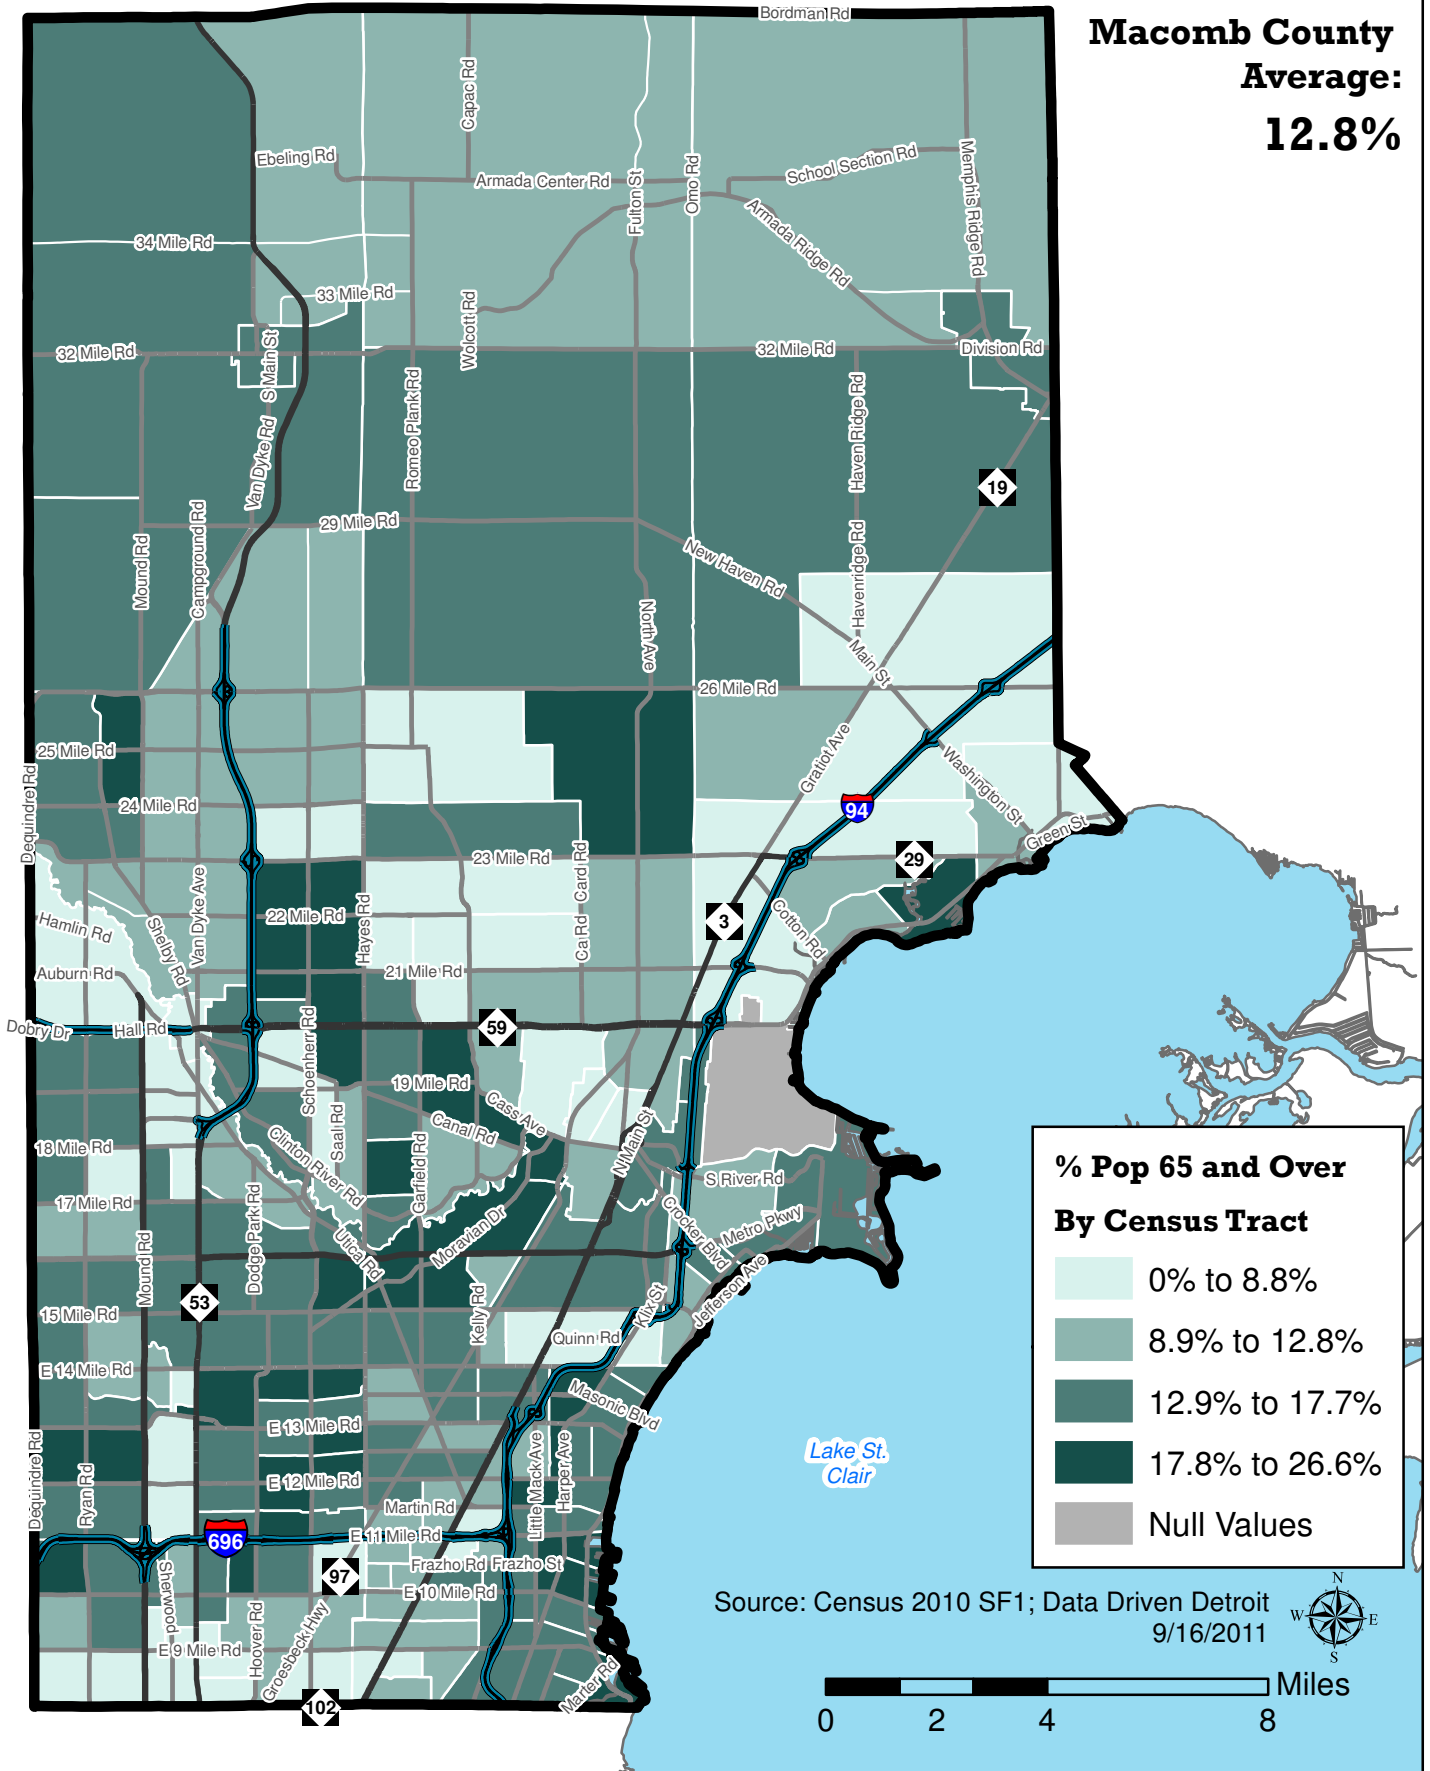 Bordman Rd
Macomb County
Average:
12.8%
Capac Rd
Ebeling Rd
Armada Center Rd
School Section Rd
Fulton St
Omo Rd
Memphis Ridge Rd
Armada Ridge Rd
34 Mile Rd
33 Mile Rd
Wolcott Rd
32 Mile Rd
S Main St
32 Mile Rd
Division Rd
Romeo Plank Rd
Haven Ridge Rd
Van Dyke Rd
19
29 Mile Rd
Mound Rd
Campground Rd
New Haven Rd
Havenridge Rd
North Ave
Main St
26 Mile Rd
25 Mile Rd
Gratiot Ave
Washington St
Dequindre Rd
24 Mile Rd
94
Green St
23 Mile Rd
Card Rd
29
22 Mile Rd
Van Dyke Ave
Hayes Rd
Hamlin Rd
Shelby Rd
3
Cotton Rd
Ca Rd
Auburn Rd
21 Mile Rd
Dobry Dr
Hall Rd
59
Schoenherr Rd
19 Mile Rd
Cass Ave
Canal Rd
Saal Rd
N Main St
18 Mile Rd
Clinton River Rd
Garfield Rd
S River Rd
17 Mile Rd
Dodge Park Rd
Moravian Dr
Crocker Blvd
Metro Pkwy
Utica Rd
Mound Rd
53
15 Mile Rd
Kelly Rd
Klix St
Jefferson Ave
Quinn Rd
E 14 Mile Rd
Masonic Blvd
E 13 Mile Rd
Dequindre Rd
Ryan Rd
E 12 Mile Rd
Little Mack Ave
Harper Ave
Lake St.
Clair
Martin Rd
696
E 11 Mile Rd
Sherwood
97
Frazho Rd
Frazho St
E 10 Mile Rd
Hoover Rd
Groesbeck Hwy
E 9 Mile Rd
Marter Rd
102
% Pop 65 and Over
By Census Tract
0% to 8.8%
8.9% to 12.8%
12.9% to 17.7%
17.8% to 26.6%
Null Values
Source: Census 2010 SF1; Data Driven Detroit
9/16/2011
N
W
E
S
Miles
0 2 4 8